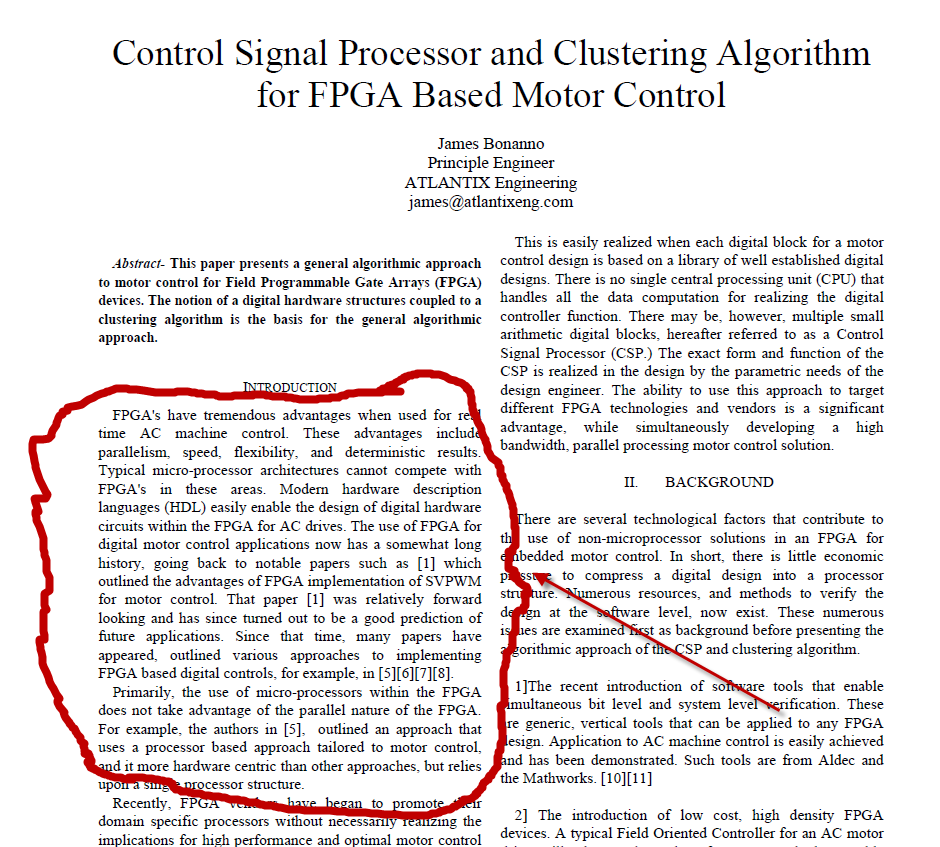 Control Signal Processor and Clustering Algorithm
for FPGA Based Motor Control
James Bonanno
Principle Engineer
ATLANTIX Engineering
james@atlantixeng.com
Abstract- This paper presents a general algorithmic approach
to motor control for Field Programmable Gate Arrays (FPGA)
devices. The notion of a digital hardware structures coupled to a
clustering algorithm is the basis for the general algorithmic
approach.
INTRODUCTION
FPGA's have tremendous advantages when used for real
time AC machine control. These advantages include
parallelism, speed, flexibility, and deterministic results.
Typical micro-processor architectures cannot compete with
FPGA's in these areas. Modern hardware description
languages (HDL) easily enable the design of digital hardware
circuits within the FPGA for AC drives. The use of FPGA for
digital motor control applications now has a somewhat long
history, going back to notable papers such as [1] which
outlined the advantages of FPGA implementation of SVPWM
for motor control. That paper [1] was relatively forward
looking and has since turned out to be a good prediction of
future applications. Since that time, many papers have
appeared, outlined various approaches to implementing
FPGA based digital controls, for example, in [5][6][7][8].
Primarily, the use of micro-processors within the FPGA
does not take advantage of the parallel nature of the FPGA.
For example, the authors in [5], outlined an approach that
uses a processor based approach tailored to motor control,
and it more hardware centric than other approaches, but relies
upon a single processor structure.
Recently, FPGA vendors have began to promote their
domain specific processors without necessarily realizing the
implications for high performance and optimal motor control
This is easily realized when each digital block for a motor
control design is based on a library of well established digital
designs. There is no single central processing unit (CPU) that
handles all the data computation for realizing the digital
controller function. There may be, however, multiple small
arithmetic digital blocks, hereafter referred to as a Control
Signal Processor (CSP.) The exact form and function of the
CSP is realized in the design by the parametric needs of the
design engineer. The ability to use this approach to target
different FPGA technologies and vendors is a significant
advantage, while simultaneously developing a high
bandwidth, parallel processing motor control solution.
II. BACKGROUND
There are several technological factors that contribute to
the use of non-microprocessor solutions in an FPGA for
embedded motor control. In short, there is little economic
pressure to compress a digital design into a processor
structure. Numerous resources, and methods to verify the
design at the software level, now exist. These numerous
issues are examined first as background before presenting the
algorithmic approach of the CSP and clustering algorithm.
1]The recent introduction of software tools that enable
simultaneous bit level and system level verification. These
are generic, vertical tools that can be applied to any FPGA
design. Application to AC machine control is easily achieved
and has been demonstrated. Such tools are from Aldec and
the Mathworks. [10][11]
2] The introduction of low cost, high density FPGA
devices. A typical Field Oriented Controller for an AC motor